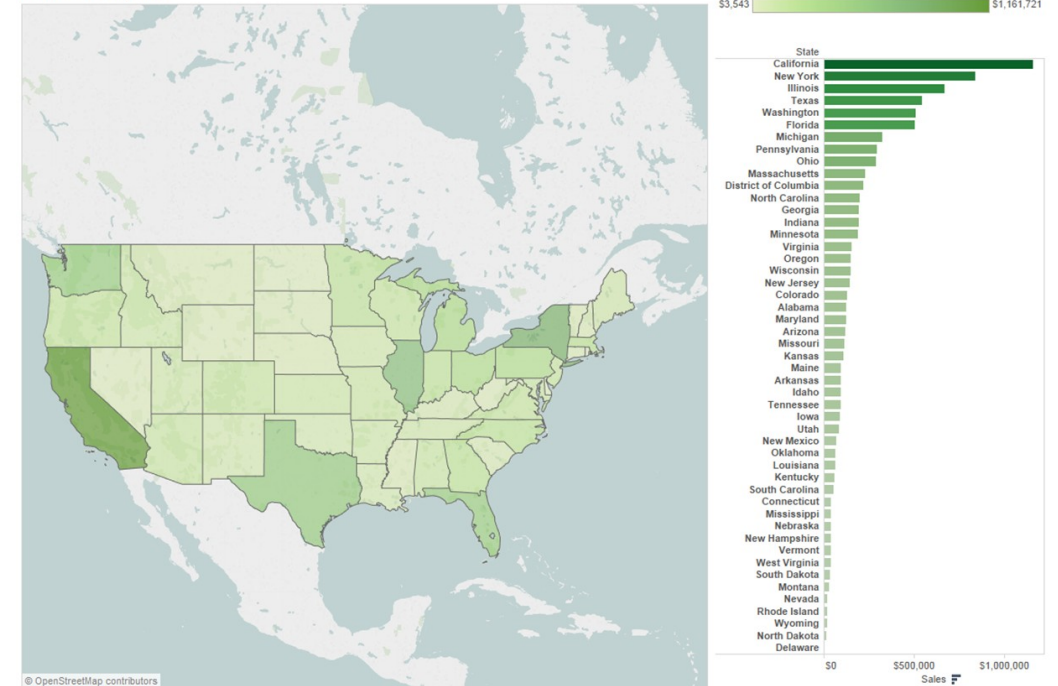 $3,543 $1,161,721
State
California
New York
Illinois
Texas
Washington
Florida
Michigan
Pennsylvania
Ohio
Massachusetts
District of Columbia
North Carolina
Georgia
Indiana
Minnesota
Virginia
Oregon
Wisconsin
New Jersey
Colorado
Alabama
Maryland
Arizona
Missouri
Kansas
Maine
Arkansas
Idaho
Tennessee
Iowa
Utah
New Mexico
Oklahoma
Louisiana
Kentucky
South Carolina
Connecticut
Mississippi
Nebraska
New Hampshire
Vermont
West Virginia
South Dakota
Montana
Nevada
Rhode Island
Wyoming
North Dakota
Delaware
$0 $500,000 $1,000,000
Sales
© OpenStreetMap contributors